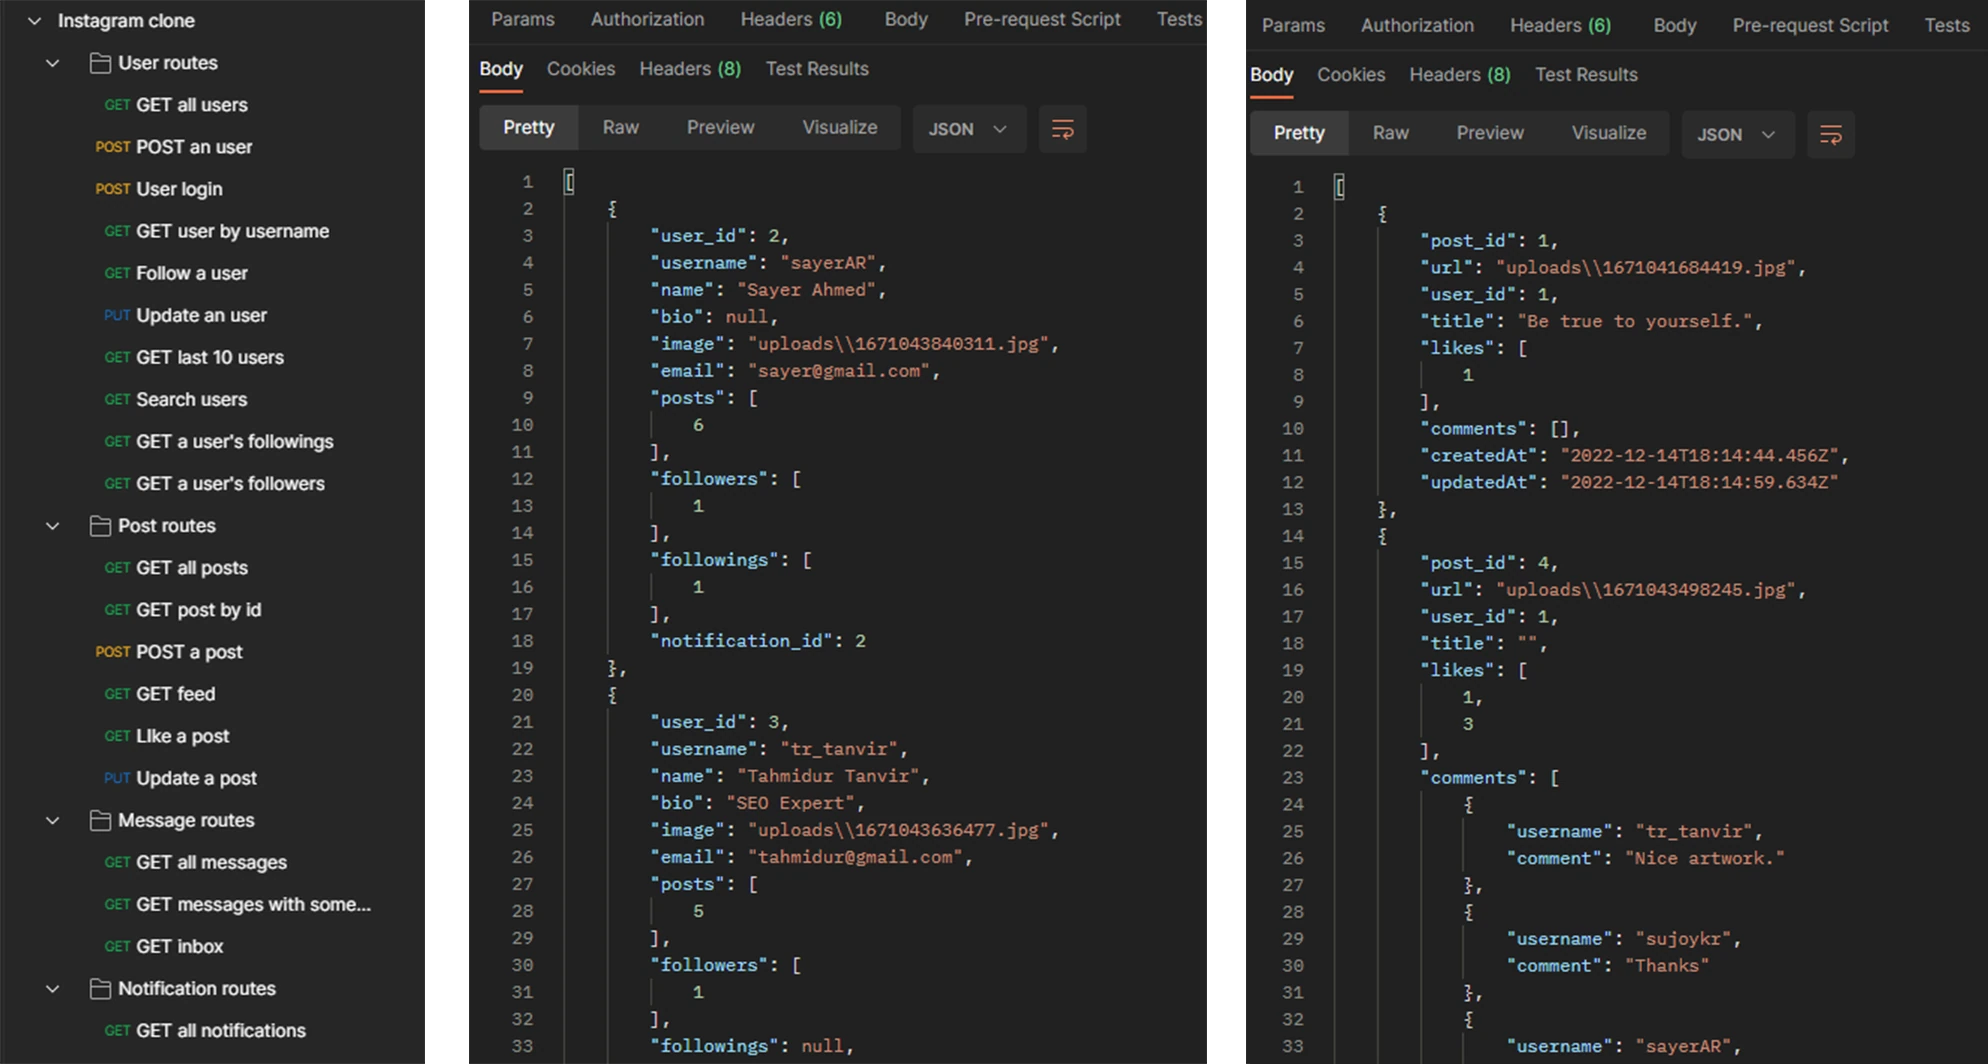 Instagram clone
User routes
GET GET all users
POST POST an user
POST User login
GET GET user by username
GET Follow a user
PUT Update an user
GET GET last 10 users
GET Search users
GET GET a user's followings
GET GET a user's followers
Post routes
GET GET all posts
GET GET post by id
POST POST a post
GET GET feed
GET LIke a post
PUT Update a post
Message routes
GET GET all messages
GET GET messages with some...
GET GET inbox
Notification routes
GET GET all notifications
Params Authorization Headers (6) Body Pre-request Script Tests
Body Cookies Headers (8) Test Results
Pretty Raw Preview Visualize JSON
1 [
2 {
3 "user_id": 2,
4 "username": "sayerAR",
5 "name": "Sayer Ahmed",
6 "bio": null,
7 "image": "uploads\\1671043840311.jpg",
8 "email": "sayer@gmail.com",
9 "posts": [
10 6
11 ],
12 "followers": [
13 1
14 ],
15 "followings": [
16 1
17 ],
18 "notification_id": 2
19 },
20 {
21 "user_id": 3,
22 "username": "tr_tanvir",
23 "name": "Tahmidur Tanvir",
24 "bio": "SEO Expert",
25 "image": "uploads\\1671043636477.jpg",
26 "email": "tahmidur@gmail.com",
27 "posts": [
28 5
29 ],
30 "followers": [
31 1
32 ],
33 "followings": null,
Params Authorization Headers (6) Body Pre-request Script Tests
Body Cookies Headers (8) Test Results
Pretty Raw Preview Visualize JSON
1 [
2 {
3 "post_id": 1,
4 "url": "uploads\\1671041684419.jpg",
5 "user_id": 1,
6 "title": "Be true to yourself.",
7 "likes": [
8 1
9 ],
10 "comments": [],
11 "createdAt": "2022-12-14T18:14:44.456Z",
12 "updatedAt": "2022-12-14T18:14:59.634Z"
13 },
14 {
15 "post_id": 4,
16 "url": "uploads\\1671043498245.jpg",
17 "user_id": 1,
18 "title": "",
19 "likes": [
20 1,
21 3
22 ],
23 "comments": [
24 {
25 "username": "tr_tanvir",
26 "comment": "Nice artwork."
27 },
28 {
29 "username": "sujoykr",
30 "comment": "Thanks"
31 },
32 {
33 "username": "sayerAR",